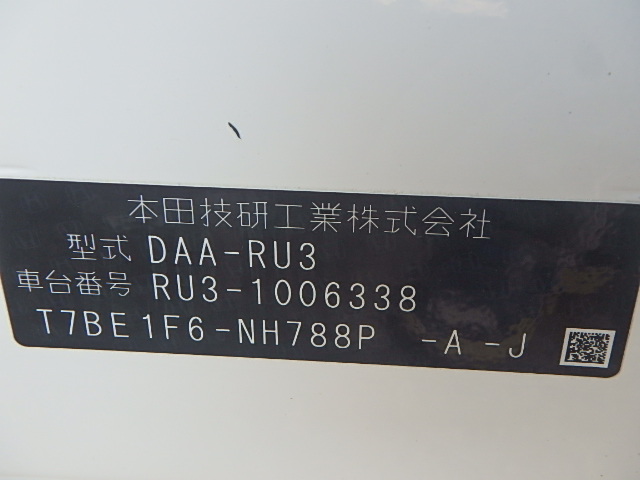 本田技研工業株式会社
型式 DAA-RU3
車台番号 RU3-1006338
T7BE1F6-NH788P -A-J